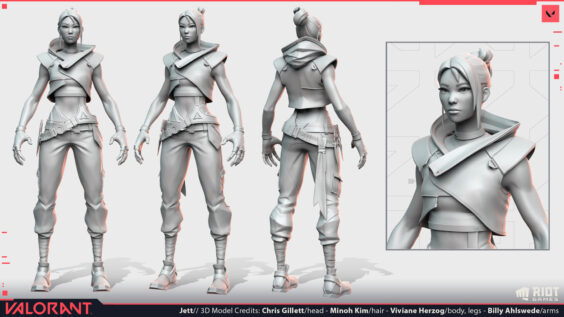 RIOT
GAMES
VALORANT
Jett// 3D Model Credits: Chris Gillett/head - Minoh Kim/hair - Viviane Herzog/body, legs - Billy Ahlswede/arms